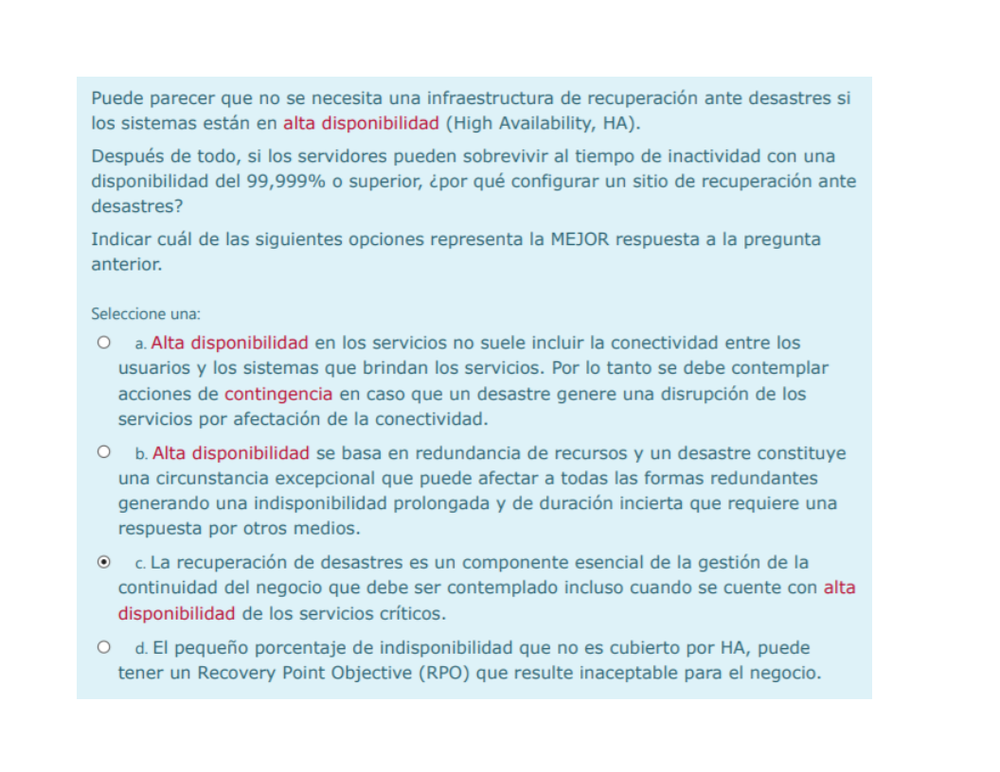 Puede parecer que no se necesita una infraestructura de recuperación ante desastres si
los sistemas están en alta disponibilidad (High Availability, HA).
Después de todo, si los servidores pueden sobrevivir al tiempo de inactividad con una
disponibilidad del 99,999% o superior, ¿por qué configurar un sitio de recuperación ante
desastres?
Indicar cuál de las siguientes opciones representa la MEJOR respuesta a la pregunta
anterior.
Seleccione una:
a. Alta disponibilidad en los servicios no suele incluir la conectividad entre los
usuarios y los sistemas que brindan los servicios. Por lo tanto se debe contemplar
acciones de contingencia en caso que un desastre genere una disrupción de los
servicios por afectación de la conectividad.
b. Alta disponibilidad se basa en redundancia de recursos y un desastre constituye
una circunstancia excepcional que puede afectar a todas las formas redundantes
generando una indisponibilidad prolongada y de duración incierta que requiere una
respuesta por otros medios.
c. La recuperación de desastres es un componente esencial de la gestión de la
continuidad del negocio que debe ser contemplado incluso cuando se cuente con alta
disponibilidad de los servicios críticos.
d. El pequeño porcentaje de indisponibilidad que no es cubierto por HA, puede
tener un Recovery Point Objective (RPO) que resulte inaceptable para el negocio.